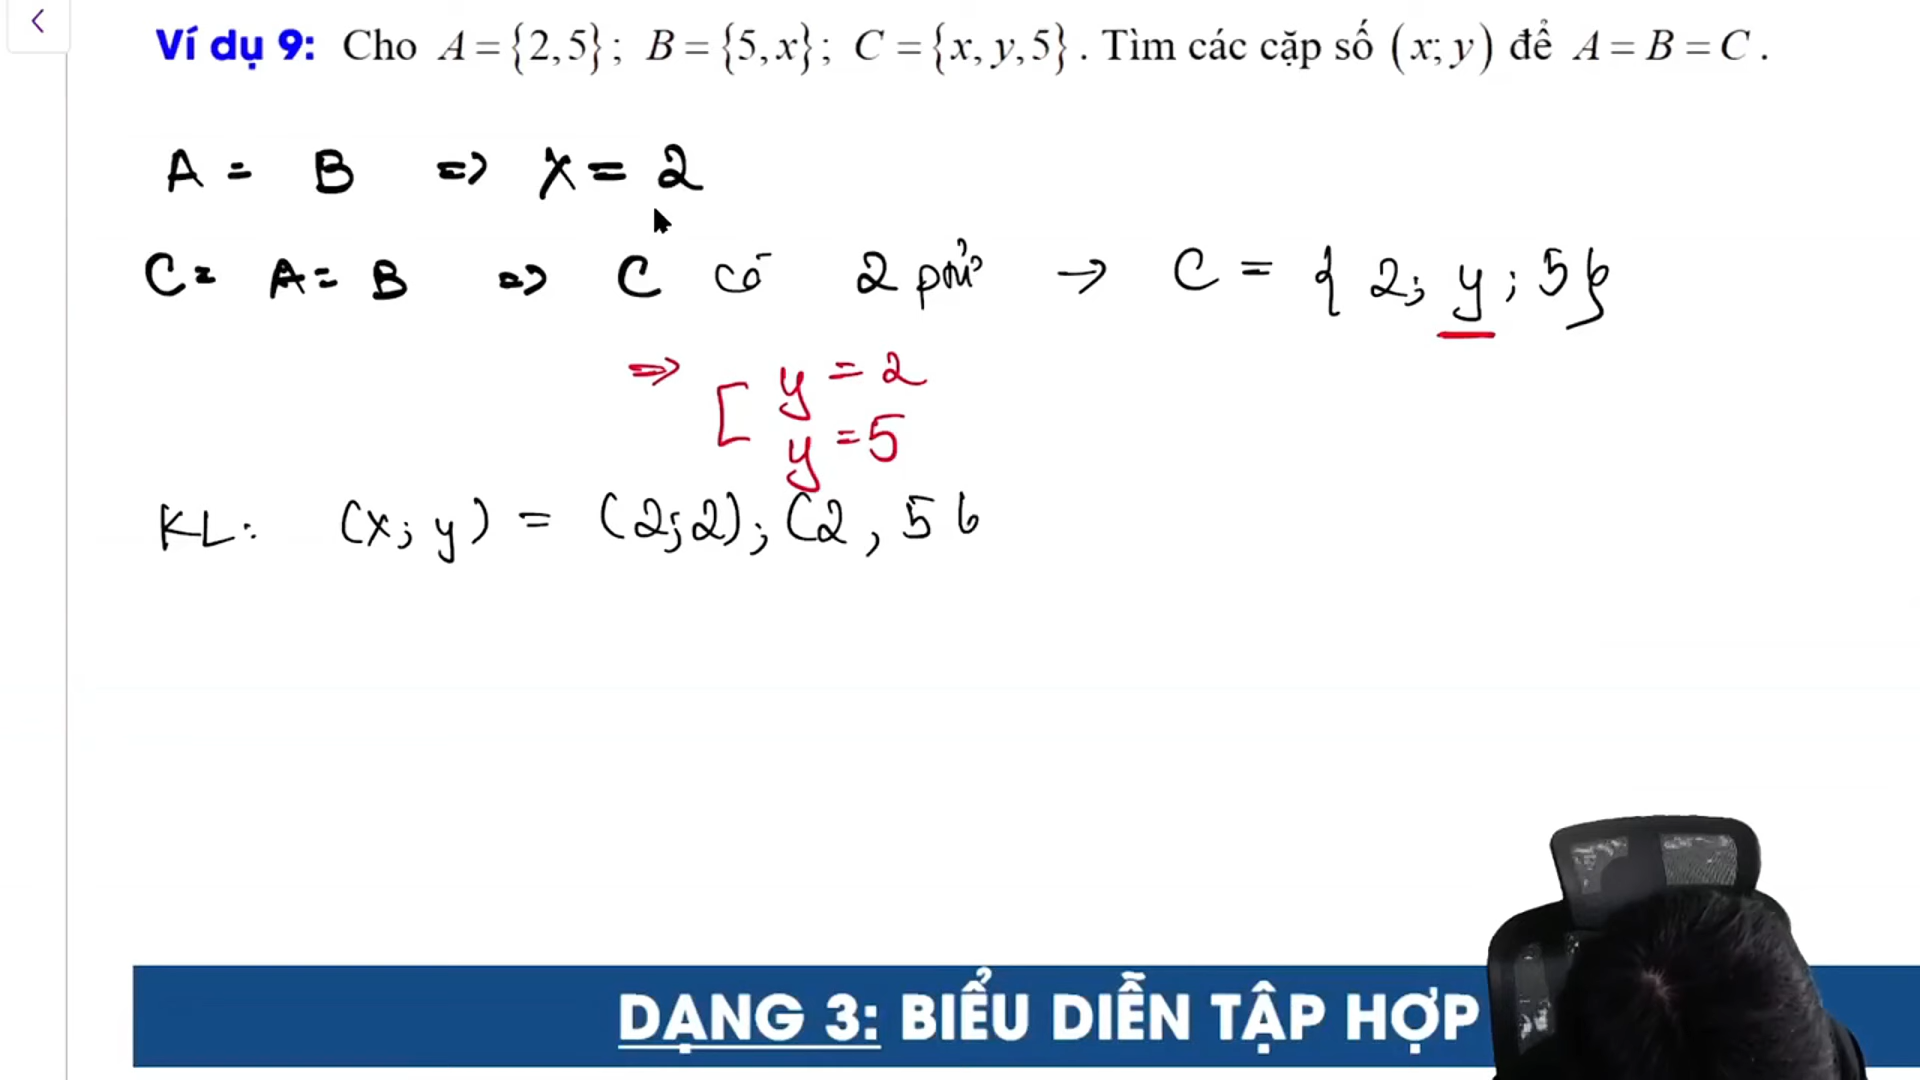 Ví dụ 9: Cho A = {2,5}; B = {5,x}; C = {x,y,5}. Tìm các cặp số (x;y) để A = B = C.
A = B => x = 2
C = A = B => C có 2 ptử → C = { 2; y; 5}
=> [ y = 2
y = 5
KL: (x; y) = (2;2); (2, 5)
DẠNG 3: BIỂU DIỄN TẬP HỢP